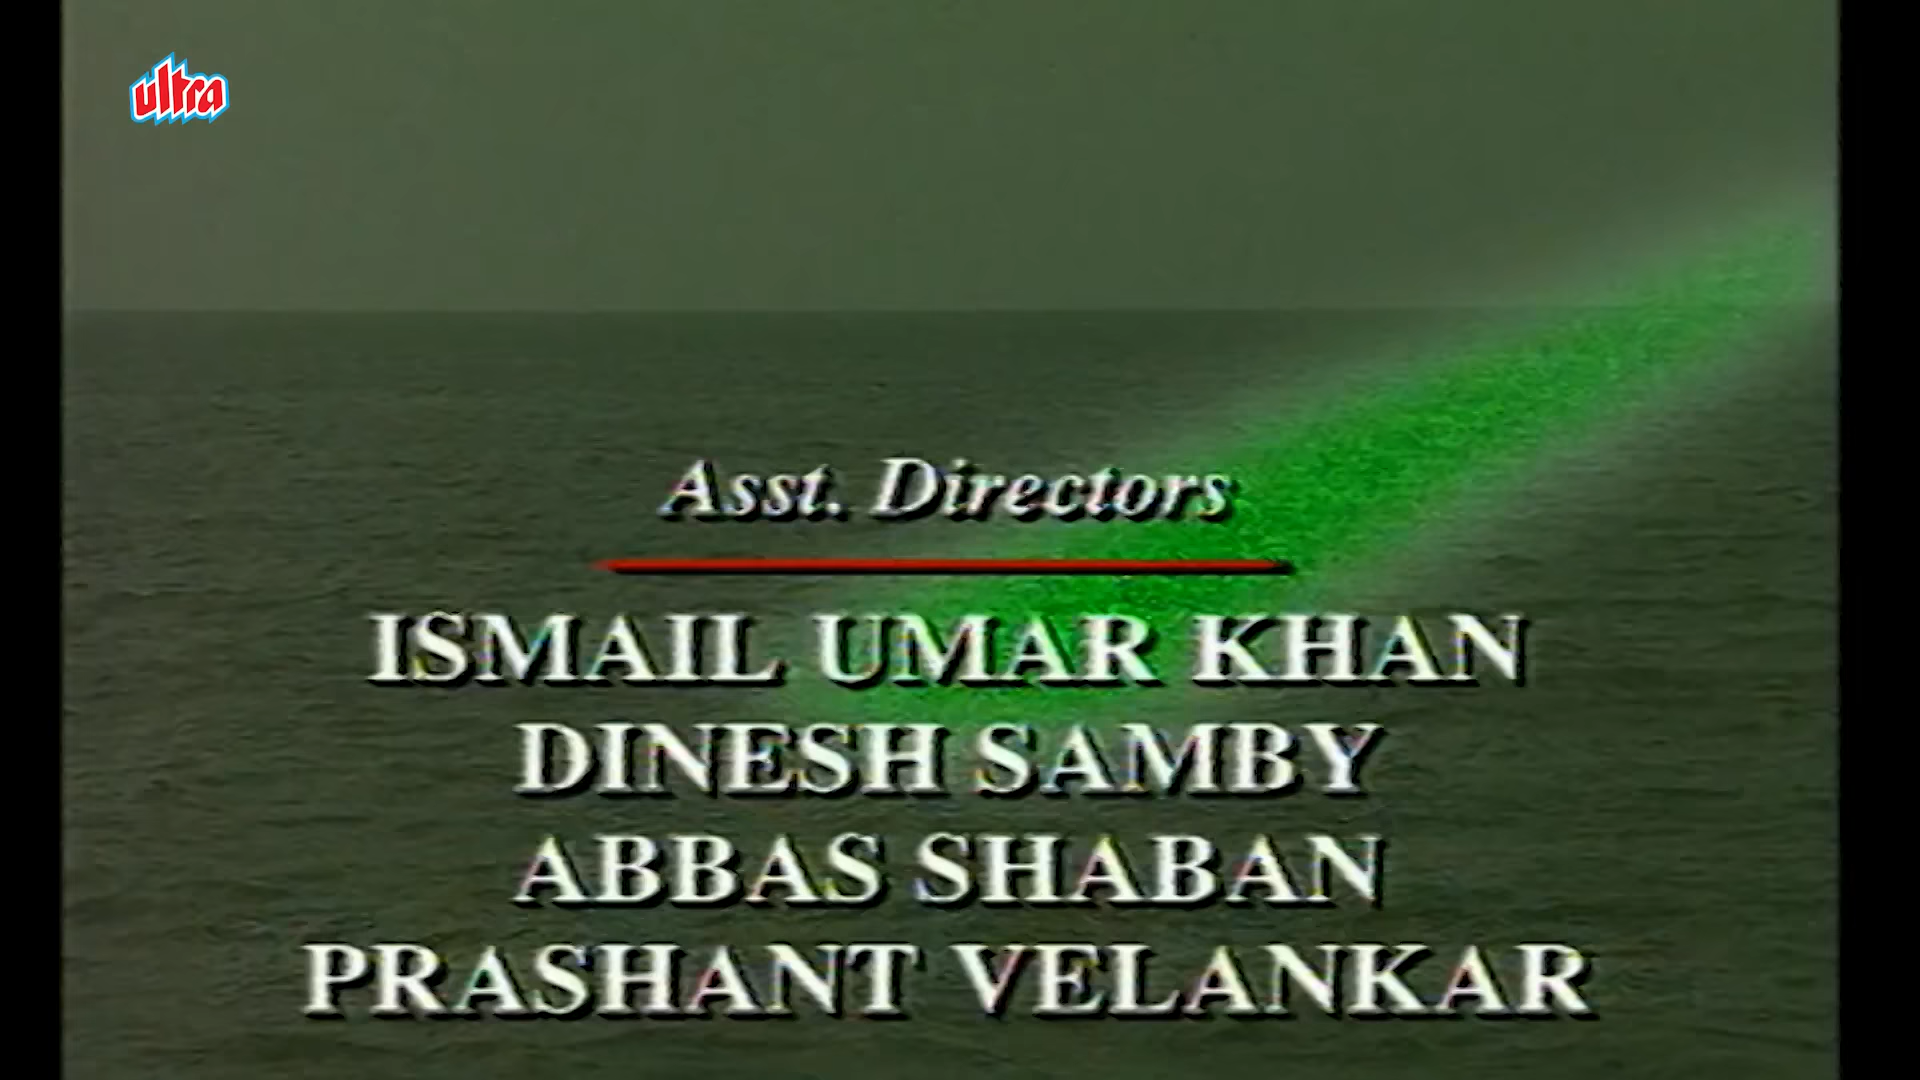 ultra
Asst. Directors
ISMAIL UMAR KHAN
DINESH SAMBY
ABBAS SHABAN
PRASHANT VELANKAR